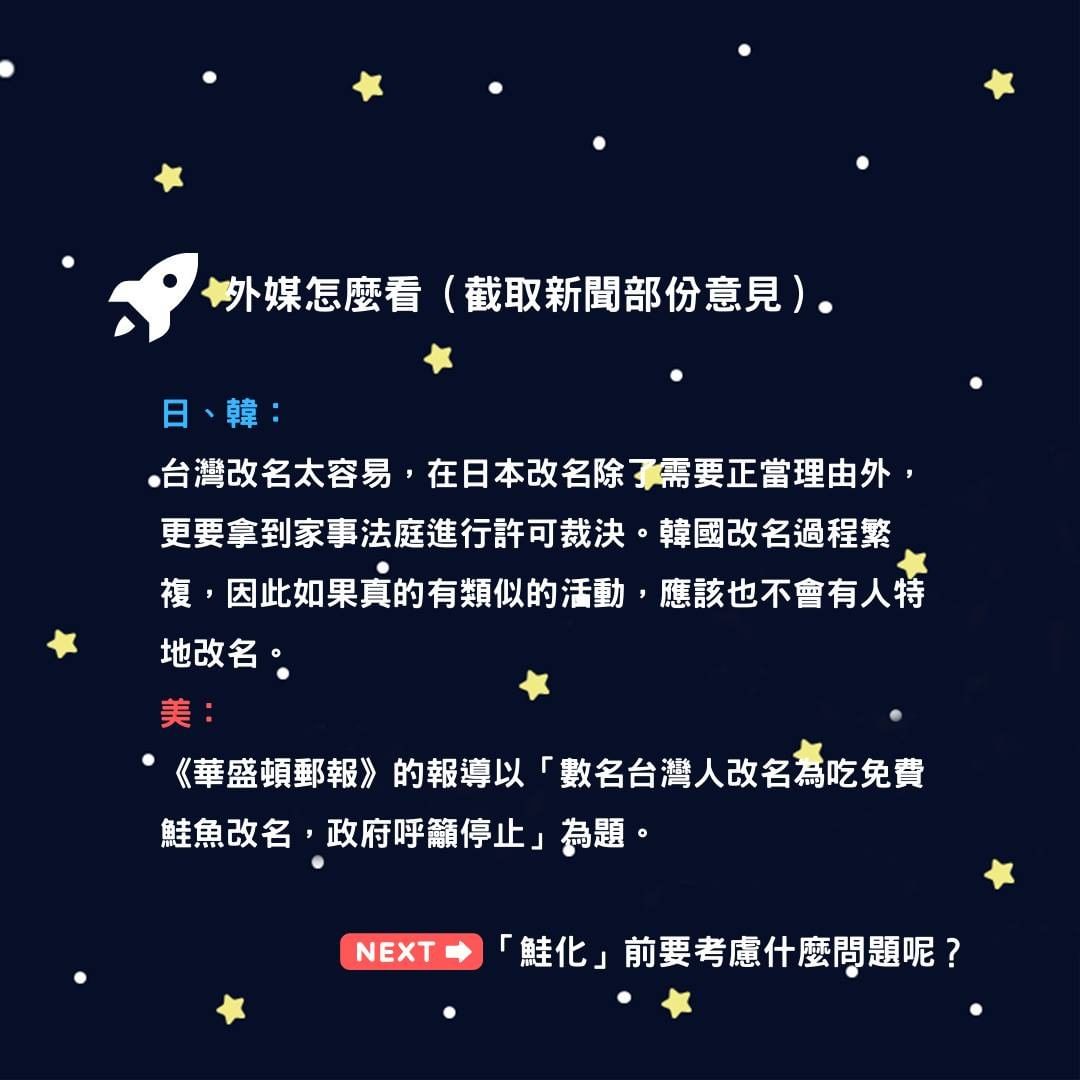 外媒怎麼看（截取新聞部份意見）
日、韓：
台灣改名太容易，在日本改名除了需要正當理由外，
更要拿到家事法庭進行許可裁決。韓國改名過程繁
複，因此如果真的有類似的活動，應該也不會有人特
地改名。
美：
《華盛頓郵報》的報導以「數名台灣人改名為吃免費
鮭魚改名，政府呼籲停止」為題。
NEXT ➡ 「鮭化」前要考慮什麼問題呢？